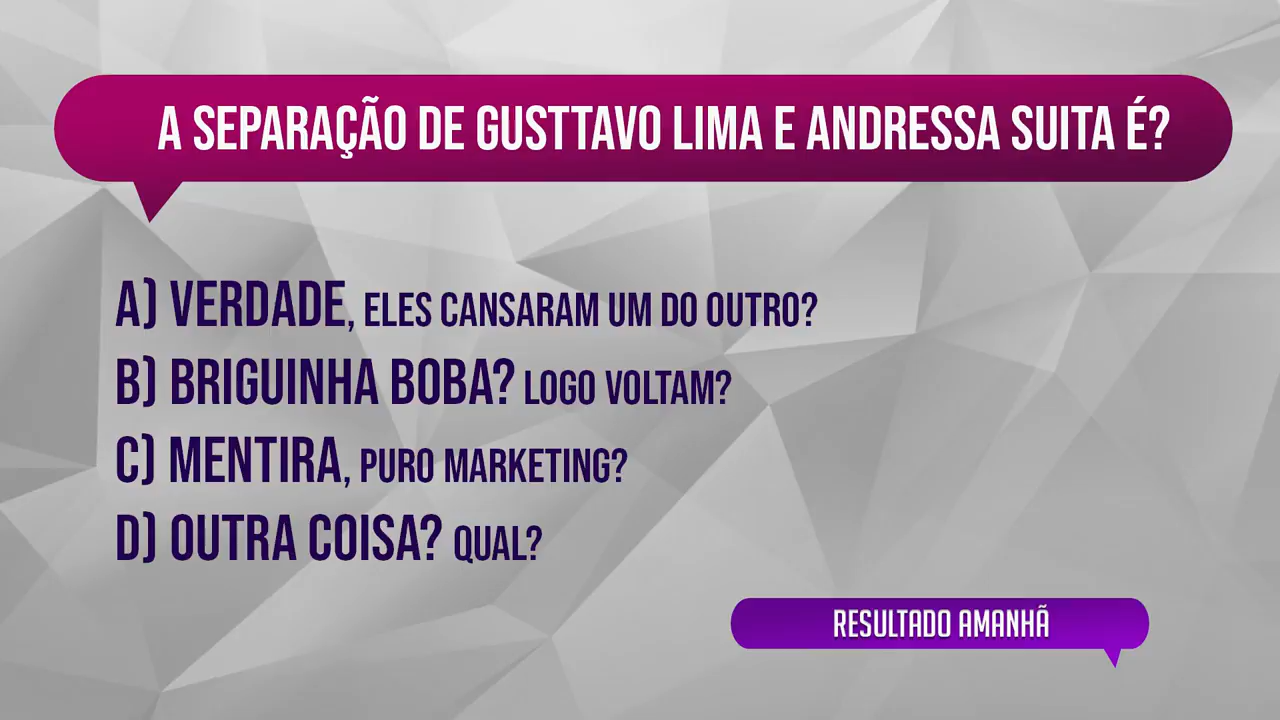 A SEPARAÇÃO DE GUSTTAVO LIMA E ANDRESSA SUITA É?
A) VERDADE, ELES CANSARAM UM DO OUTRO?
B) BRIGUINHA BOBA? LOGO VOLTAM?
C) MENTIRA, PURO MARKETING?
D) OUTRA COISA? QUAL?
RESULTADO AMANHÃ